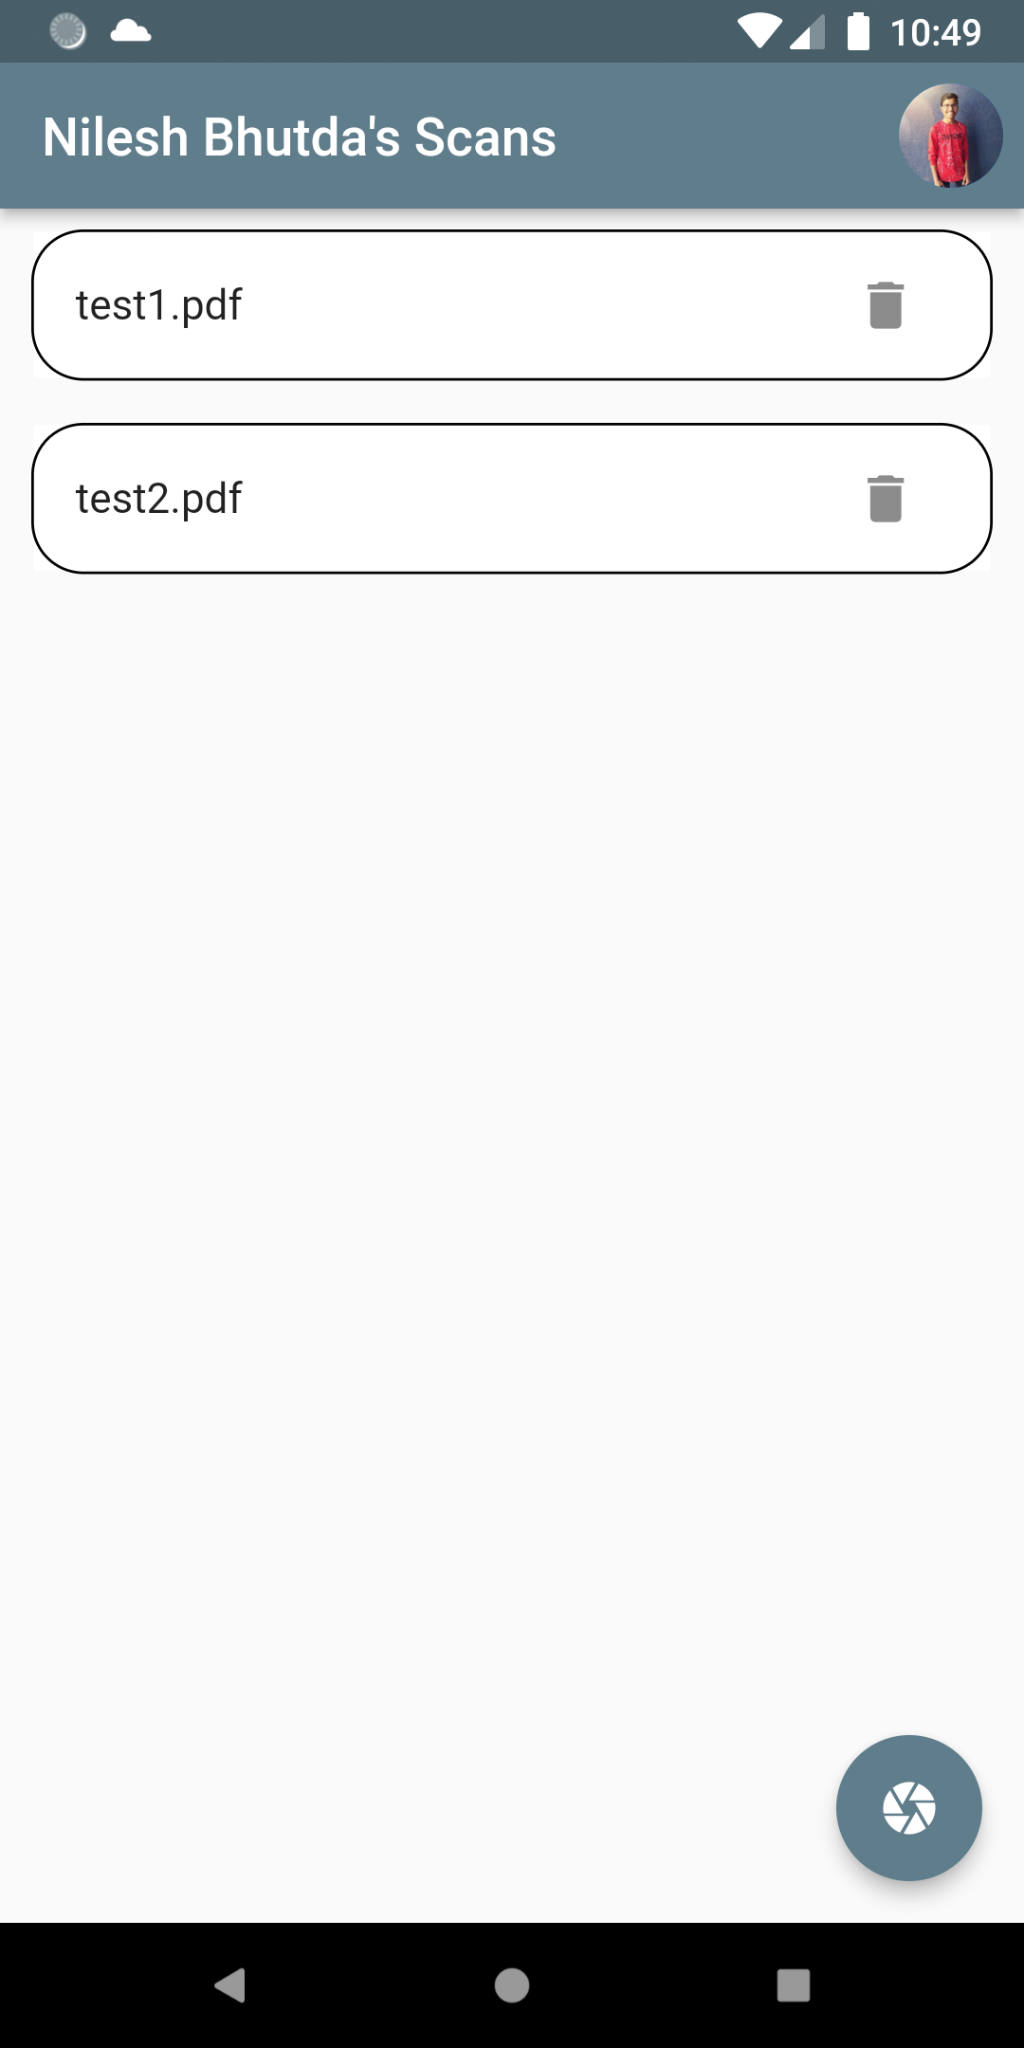 10:49
Nilesh Bhutda's Scans
test1.pdf
test2.pdf